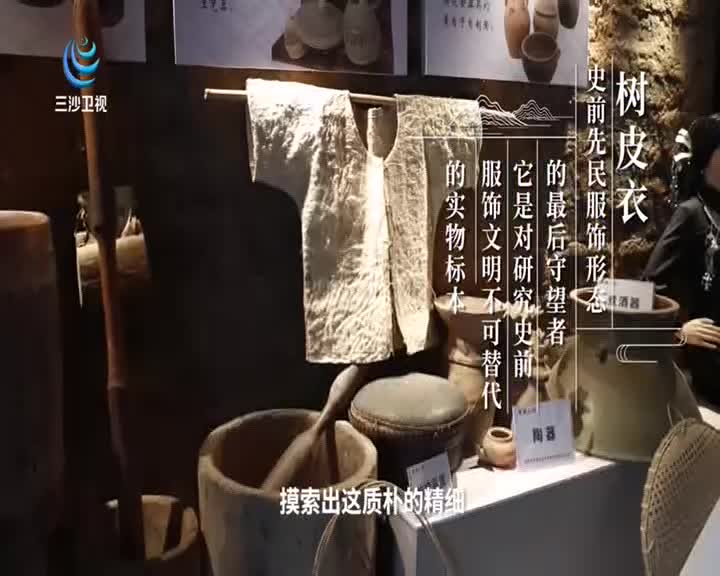 三沙卫视
树皮衣
史前先民服饰形态
的最后守望者
它是对研究史前
服饰文明不可替代
的实物标本
酒器
陶器
摸索出这质朴的精细